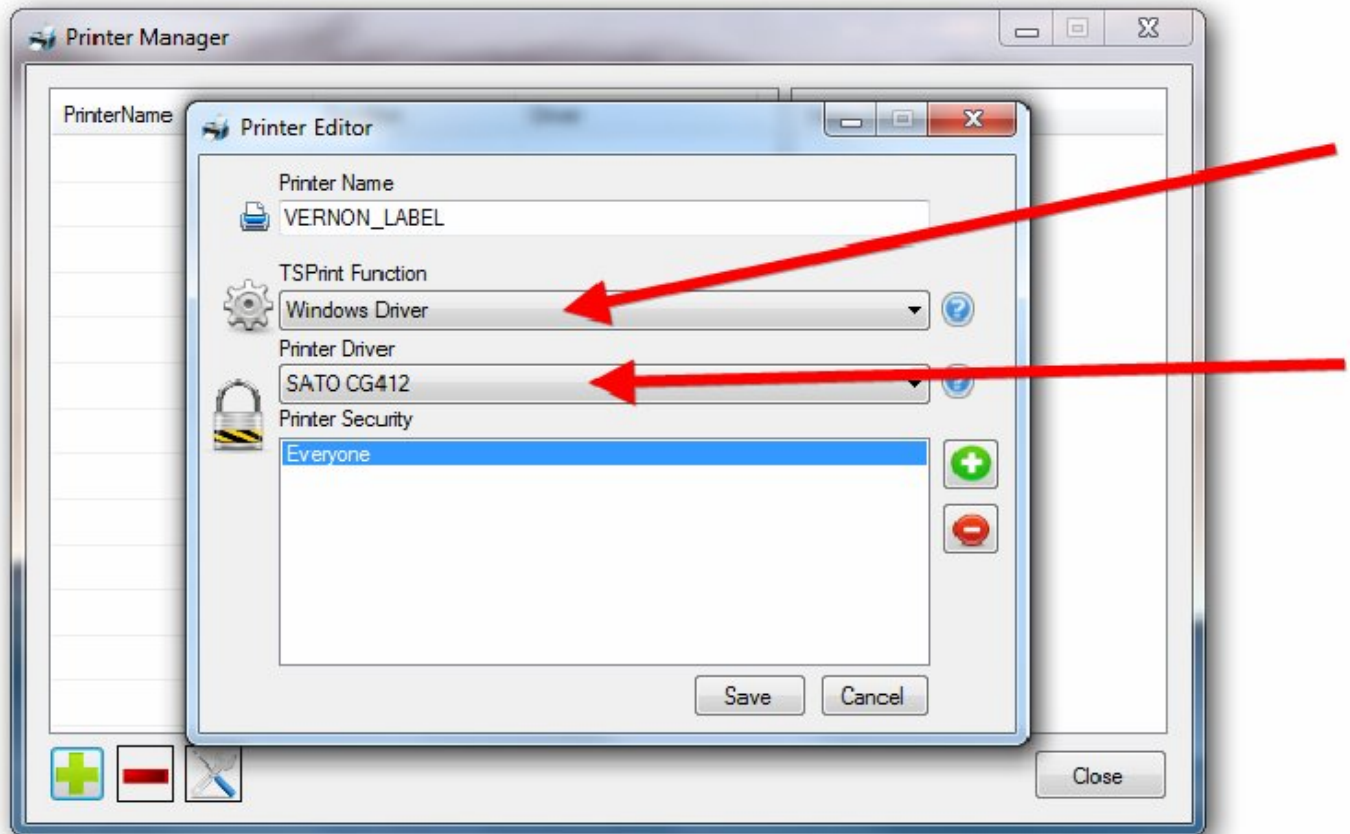 Printer Manager
PrinterName
Printer Editor
Printer Name
VERNON_LABEL
TSPrint Function
Windows Driver
Printer Driver
SATO CG412
Printer Security
Everyone
Save
Cancel
Close